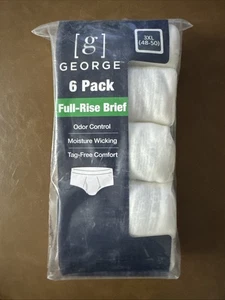 [g]
GEORGE
3XL
(48-50)
6 Pack
Full-Rise Brief
Odor Control
Moisture Wicking
Tag-Free Comfort